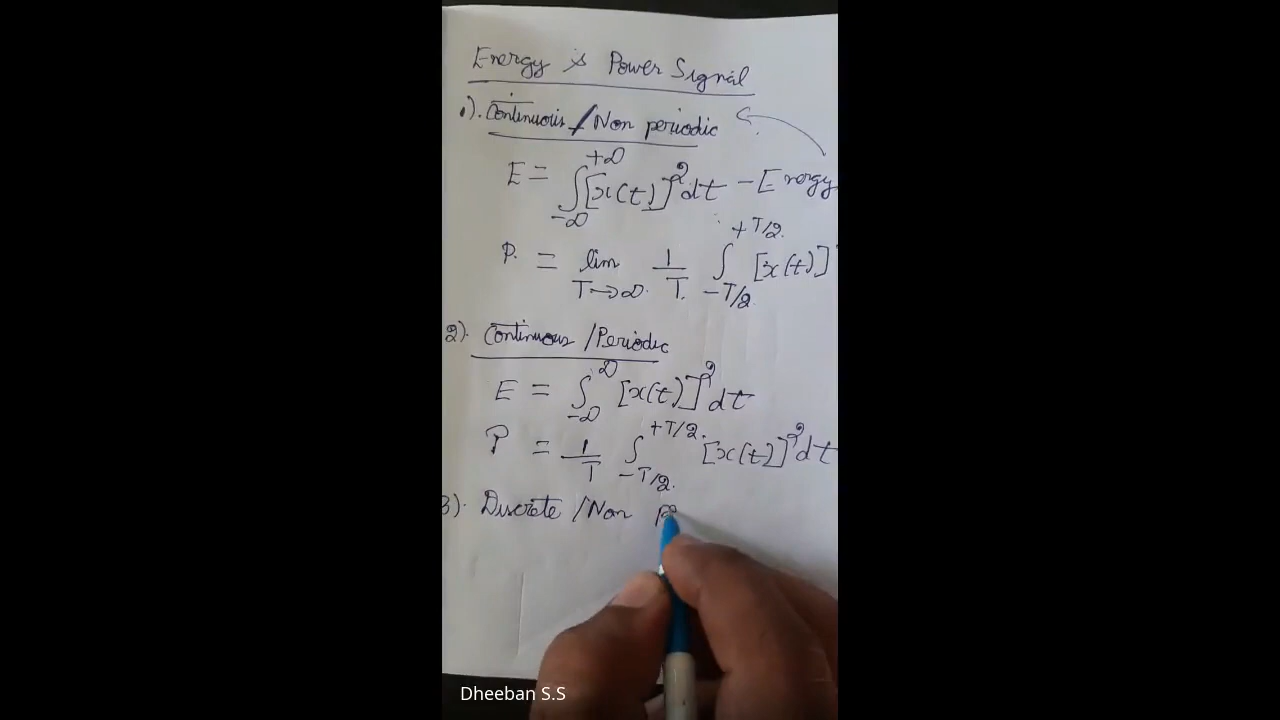 Energy & Power Signal
1). Continuous / Non periodic
E = ∫_{-∞}^{+∞} [x(t)]^2 dt - Energy
P. = lim_{T→∞} 1/T. ∫_{-T/2}^{+T/2} [x(t)]
2). Continuous / Periodic
E = ∫_{-∞}^{∞} [x(t)]^2 dt
P = 1/T ∫_{-T/2}^{+T/2} [x(t)]^2 dt
3). Discrete / Non
Dheeban S.S